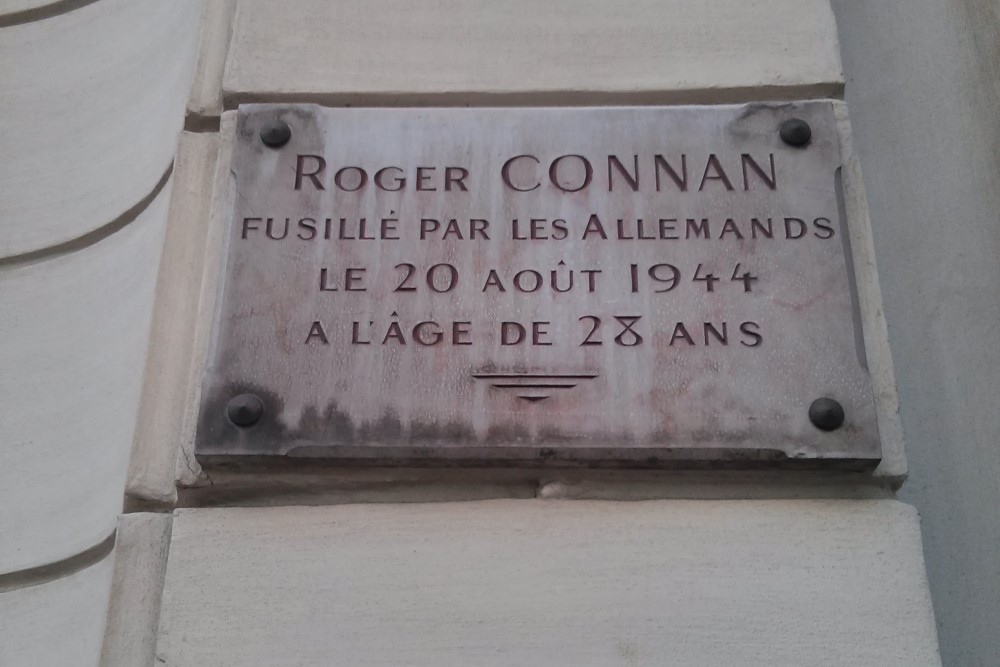 ROGER CONNAN
FUSILLÉ PAR LES ALLEMANDS
LE 20 AOÛT 1944
A L'ÂGE DE 28 ANS